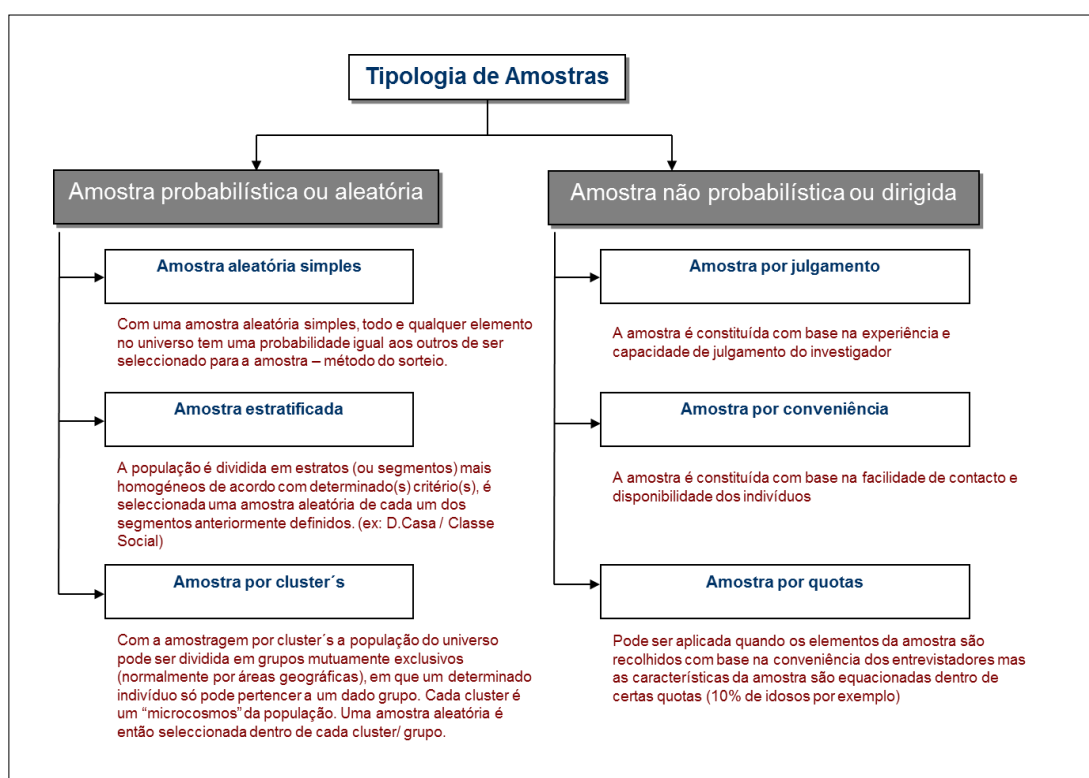 Tipologia de Amostras
Amostra probabilística ou aleatória
Amostra aleatória simples
Com uma amostra aleatória simples, todo e qualquer elemento
no universo tem uma probabilidade igual aos outros de ser
seleccionado para a amostra – método do sorteio.
Amostra estratificada
A população é dividida em estratos (ou segmentos) mais
homogéneos de acordo com determinado(s) critério(s), é
seleccionada uma amostra aleatória de cada um dos
segmentos anteriormente definidos. (ex: D.Casa / Classe
Social)
Amostra por cluster´s
Com a amostragem por cluster´s a população do universo
pode ser dividida em grupos mutuamente exclusivos
(normalmente por áreas geográficas), em que um determinado
indivíduo só pode pertencer a um dado grupo. Cada cluster é
um “microcosmos” da população. Uma amostra aleatória é
então seleccionada dentro de cada cluster/ grupo.
Amostra não probabilística ou dirigida
Amostra por julgamento
A amostra é constituída com base na experiência e
capacidade de julgamento do investigador
Amostra por conveniência
A amostra é constituída com base na facilidade de contacto e
disponibilidade dos indivíduos
Amostra por quotas
Pode ser aplicada quando os elementos da amostra são
recolhidos com base na conveniência dos entrevistadores mas
as características da amostra são equacionadas dentro de
certas quotas (10% de idosos por exemplo)